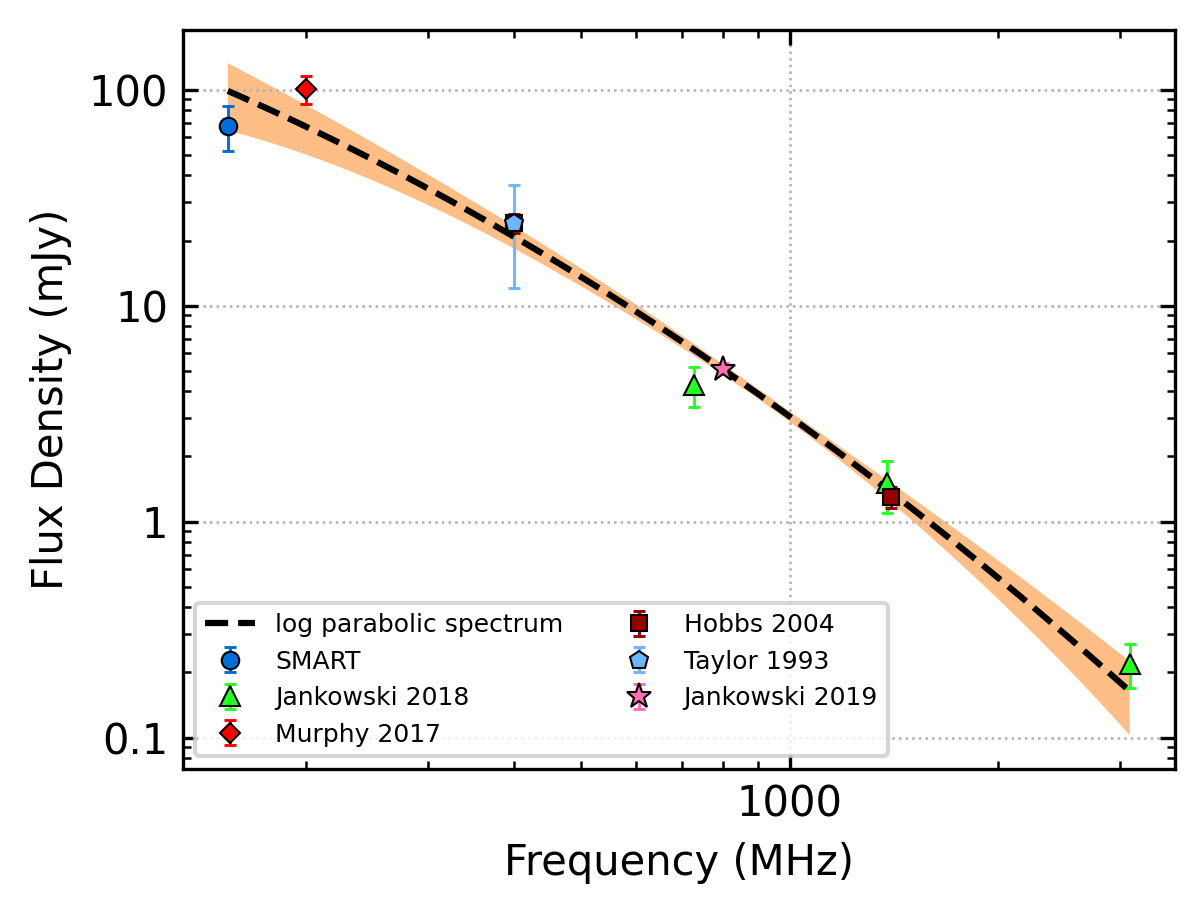 100
10
1
0.1
Flux Density (mJy)
log parabolic spectrum
SMART
Jankowski 2018
Murphy 2017
Hobbs 2004
Taylor 1993
Jankowski 2019
1000
Frequency (MHz)